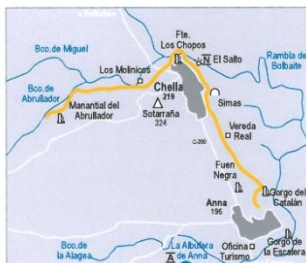 Bco. de Miguel
Fte.
Los Chopos
El Salto
Rambla de
Bolbaite
Los Molinicos
Bco. de
Abrullador
Chella
219
Simas
Manantial del
Abrullador
Sotarraña
324
Vereda
Real
Fuen
Negra
Gorgo del
Catalán
Anna
196
Bco. de
la Alagea
La Albufera
de Anna
Oficina
Turismo
Gorgo de
la Escalera